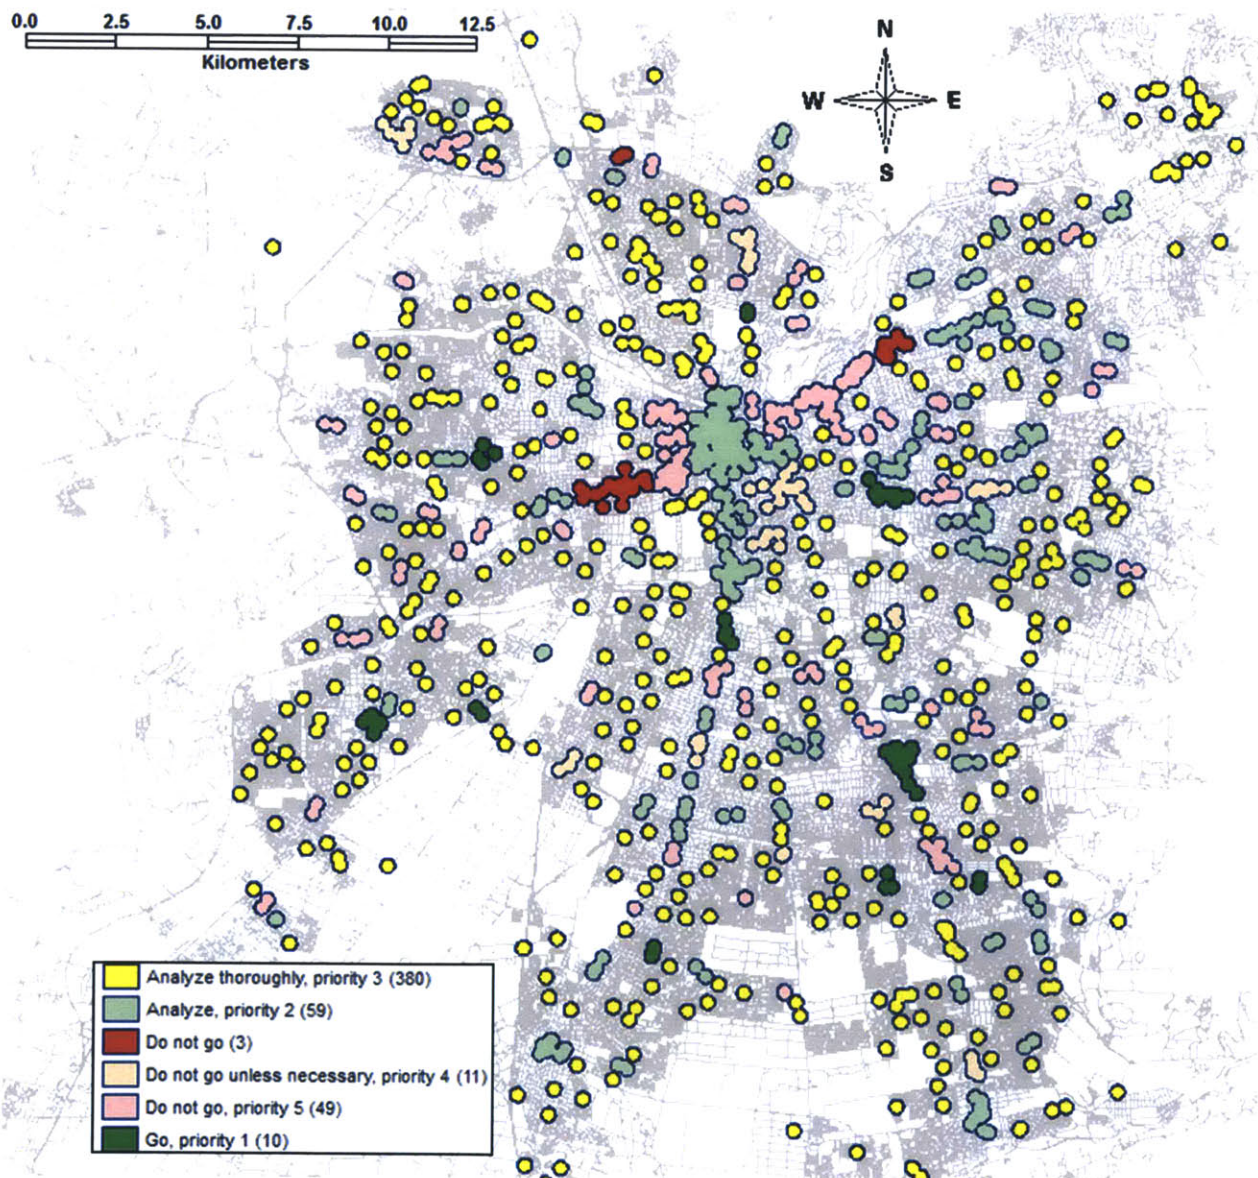 0.0 2.5 5.0 7.5 10.0 12.5
Kilometers
N
W E
S
Analyze thoroughly, priority 3 (380)
Analyze, priority 2 (59)
Do not go (3)
Do not go unless necessary, priority 4 (11)
Do not go, priority 5 (49)
Go, priority 1 (10)